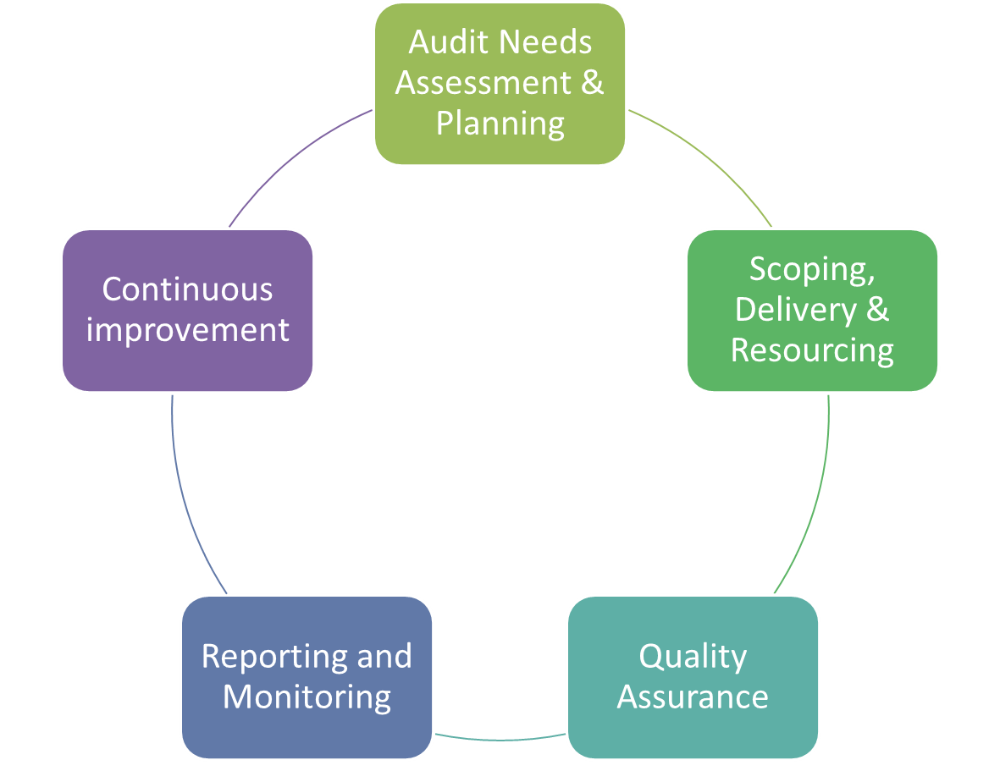 Audit Needs
Assessment &
Planning
Scoping,
Delivery &
Resourcing
Quality
Assurance
Reporting and
Monitoring
Continuous
improvement